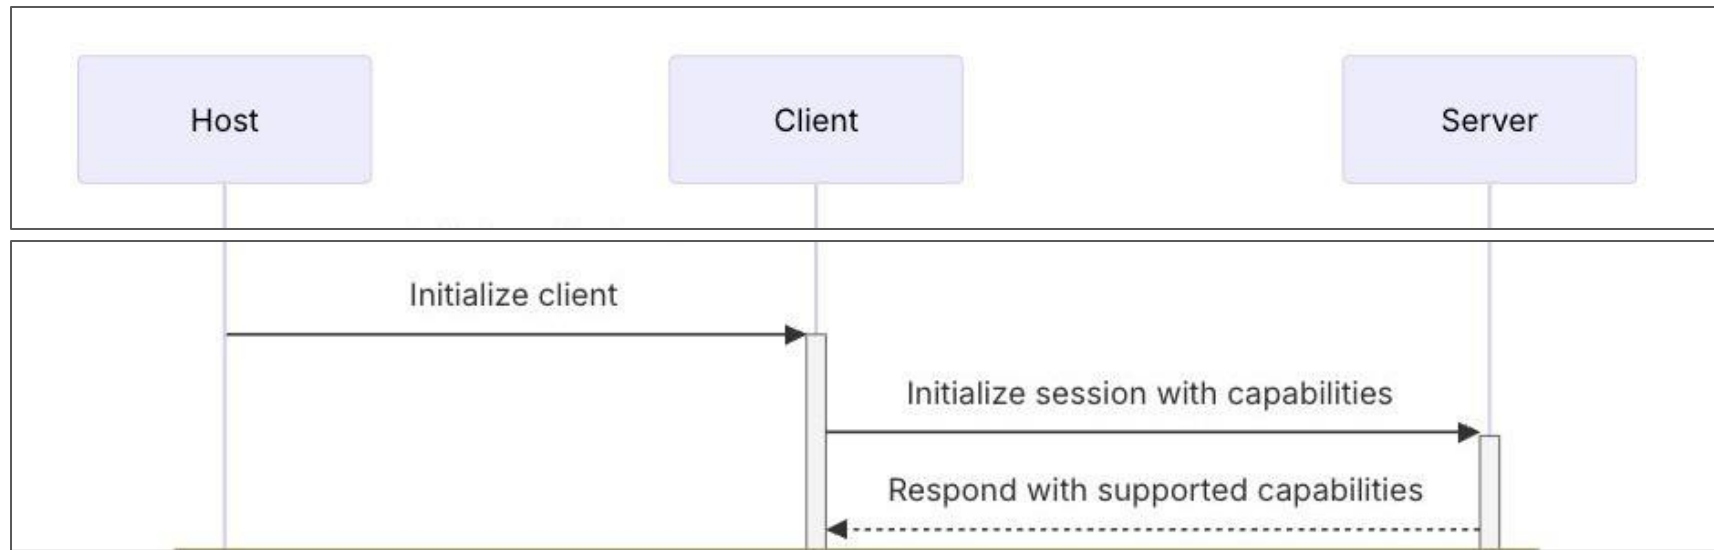 Host Client Server
Initialize client
Initialize session with capabilities
Respond with supported capabilities